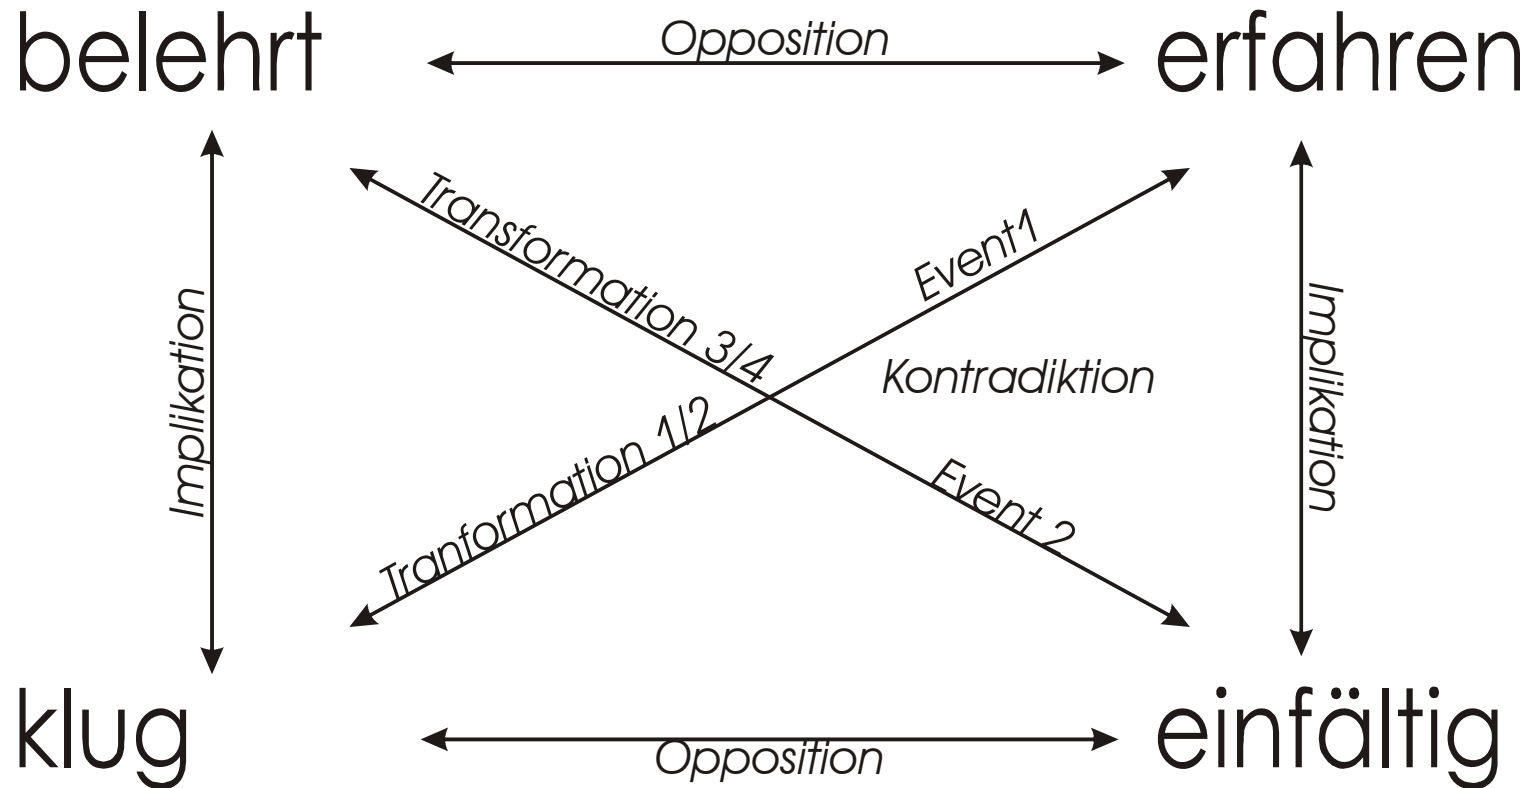 belehrt
Opposition
erfahren
Transformation 3/4
Event1
Implikation
Kontradiktion
Implikation
Tranformation 1/2
Event 2
klug
Opposition
einfältig